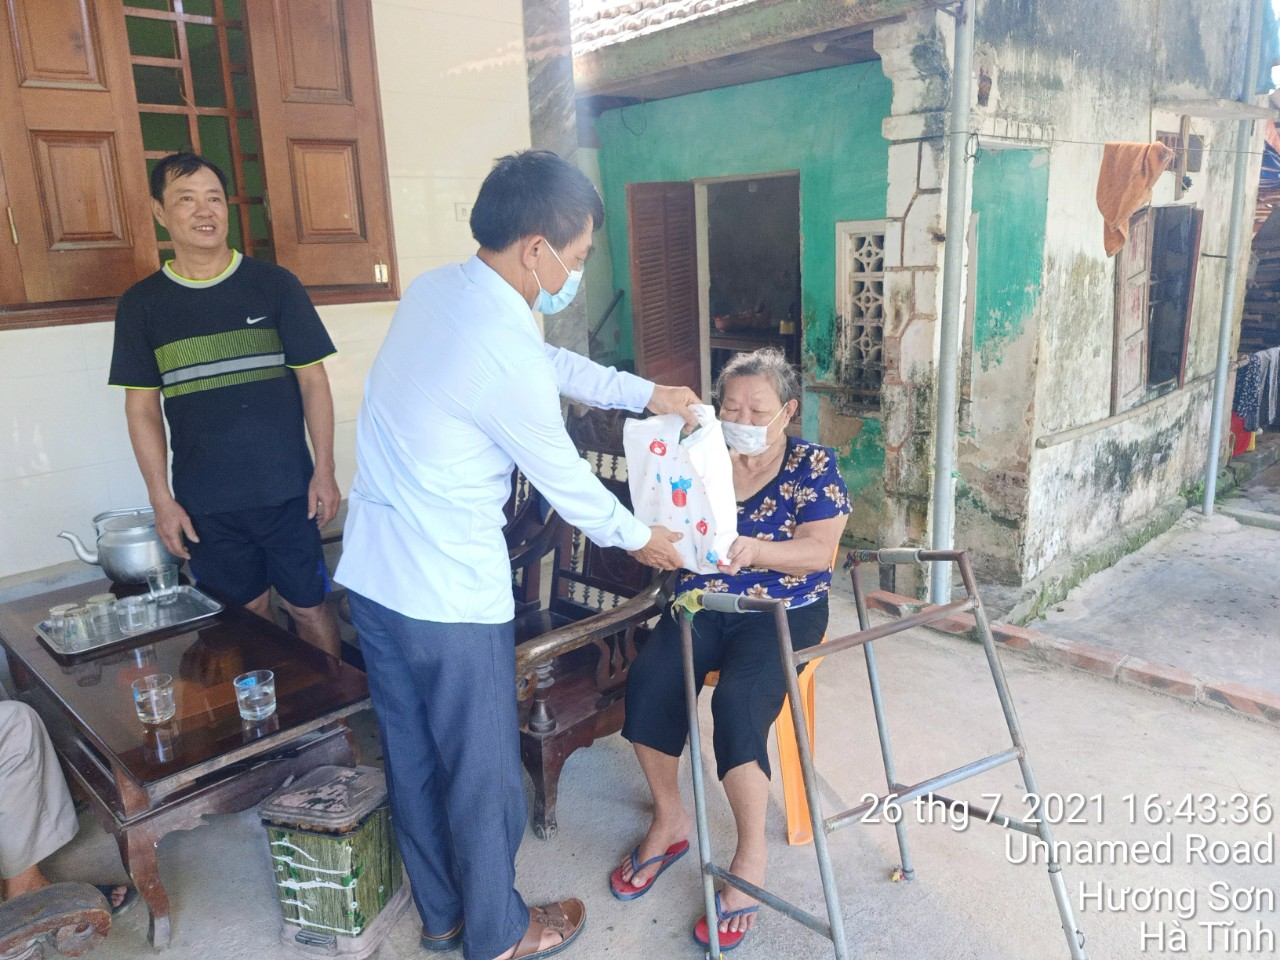 26 thg 7, 2021 16:43:36
Unnamed Road
Hương Sơn
Hà Tĩnh